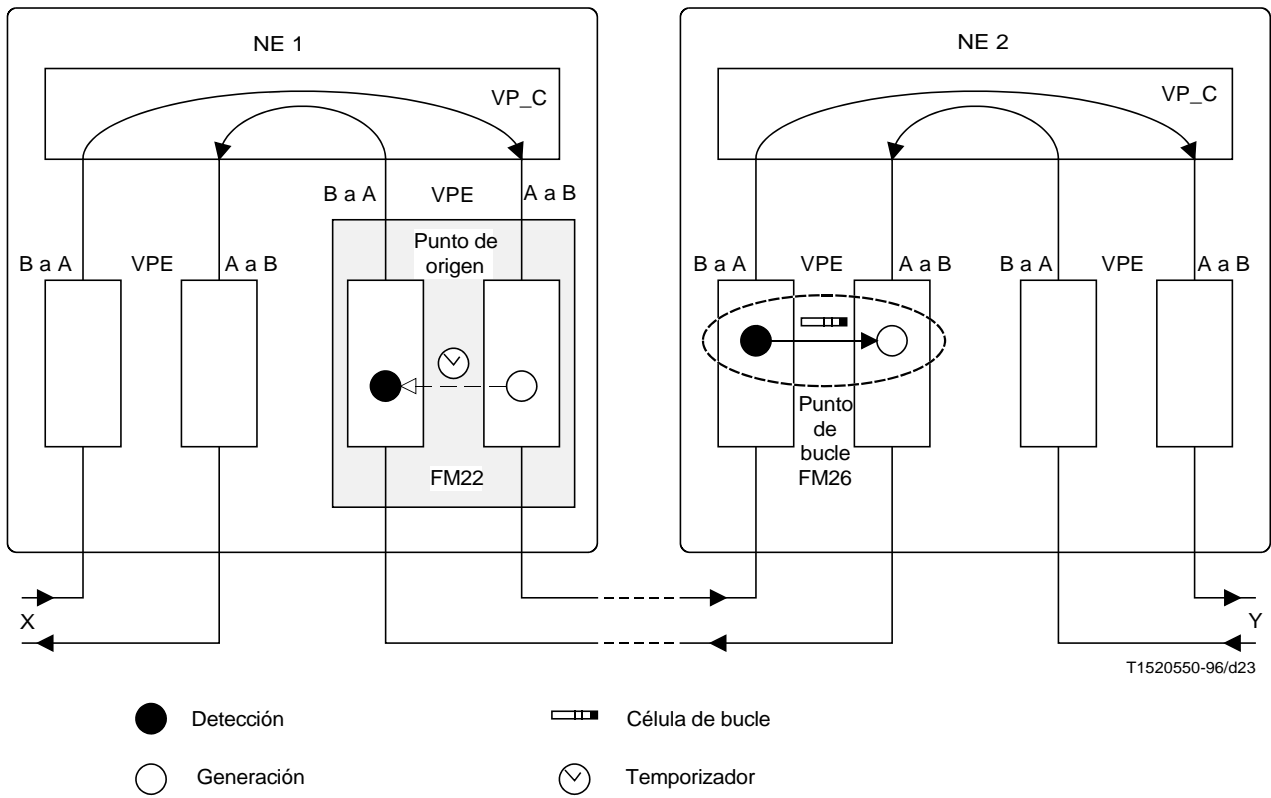 NE 1
NE 2
VP_C
VP_C
B a A
VPE
A a B
Punto de
origen
B a A
VPE
A a B
B a A
VPE
A a B
B a A
VPE
A a B
Punto
de
bucle
FM26
FM22
X
Y
T1520550-96/d23
Detección
Célula de bucle
Generación
Temporizador